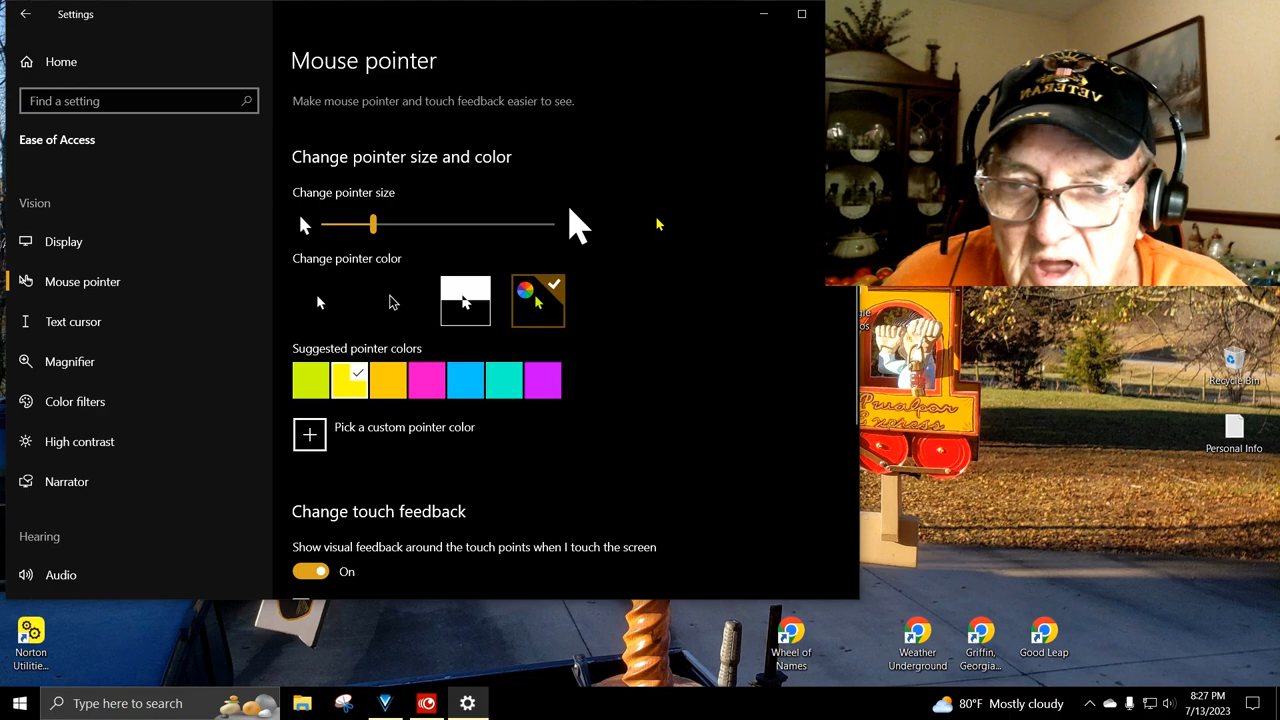 Settings
Home
Find a setting
Ease of Access
Vision
Display
Mouse pointer
Text cursor
Magnifier
Color filters
High contrast
Narrator
Hearing
Audio
Mouse pointer
Make mouse pointer and touch feedback easier to see.
Change pointer size and color
Change pointer size
Change pointer color
Suggested pointer colors
Pick a custom pointer color
Change touch feedback
Show visual feedback around the touch points when I touch the screen
On
VETERAN
Express
Recycle Bin
Personal Info
Norton
Utilitie...
Wheel of
Names
Weather
Underground
Griffin,
Georgia...
Good Leap
Type here to search
80°F Mostly cloudy
8:27 PM
7/13/2023